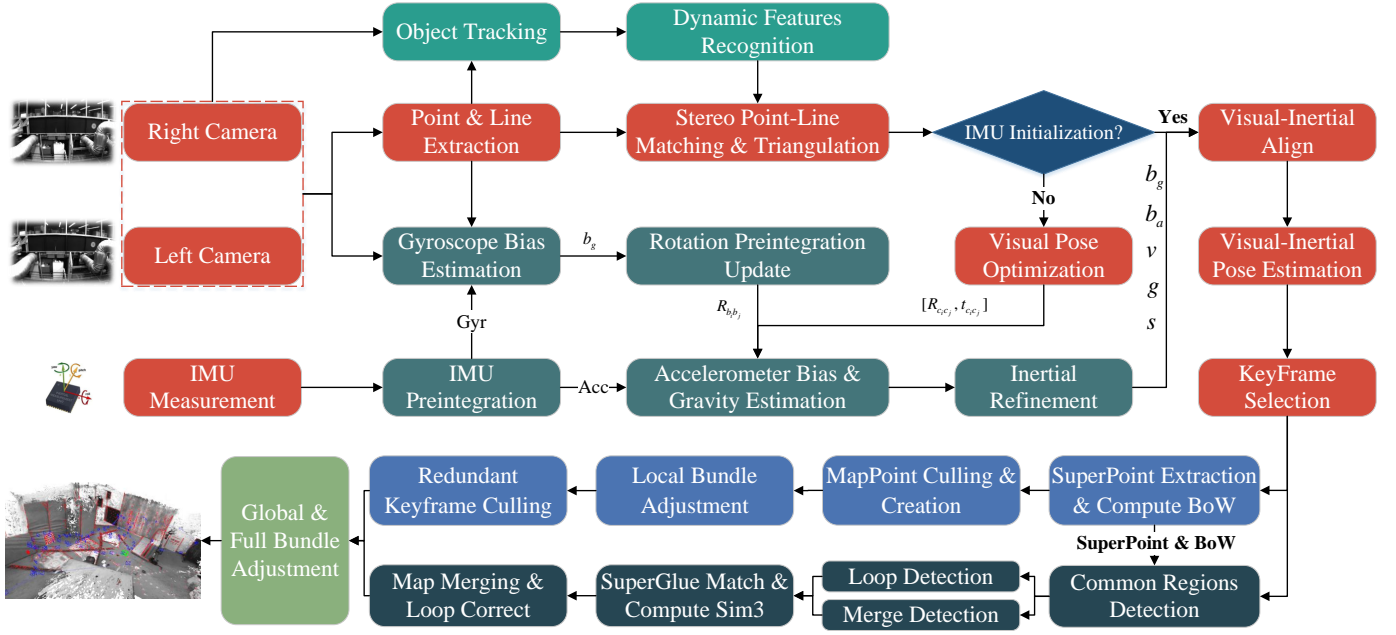 Object Tracking
Dynamic Features
Recognition
Right Camera
Point & Line
Extraction
Stereo Point-Line
Matching & Triangulation
IMU Initialization?
Yes
Visual-Inertial
Align
No
b_g
b_a
v
g
s
Left Camera
Gyroscope Bias
Estimation
b_g
Rotation Preintegration
Update
Visual Pose
Optimization
Visual-Inertial
Pose Estimation
Gyr
R_{b_i b_j}
[R_{c_i c_j}, t_{c_i c_j}]
IMU
Measurement
IMU
Preintegration
Acc
Accelerometer Bias &
Gravity Estimation
Inertial
Refinement
KeyFrame
Selection
Global &
Full Bundle
Adjustment
Redundant
Keyframe Culling
Local Bundle
Adjustment
MapPoint Culling &
Creation
SuperPoint Extraction
& Compute BoW
SuperPoint & BoW
Map Merging &
Loop Correct
SuperGlue Match &
Compute Sim3
Loop Detection
Merge Detection
Common Regions
Detection